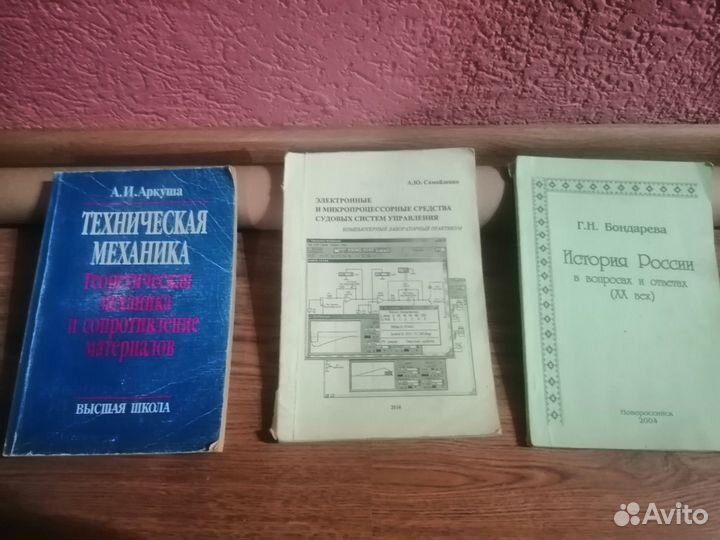 А.И.Аркуша
ТЕХНИЧЕСКАЯ
МЕХАНИКА
Теоретическая
механика
и сопротивление
материалов
ВЫСШАЯ ШКОЛА
А.Ю. Самойленко
ЭЛЕКТРОННЫЕ
И МИКРОПРОЦЕССОРНЫЕ СРЕДСТВА
СУДОВЫХ СИСТЕМ УПРАВЛЕНИЯ
КОМПЬЮТЕРНЫЙ ЛАБОРАТОРНЫЙ ПРАКТИКУМ
2010
Г.Н. Бондарева
История России
в вопросах и ответах
(XX век)
Новороссийск
2004
Avito